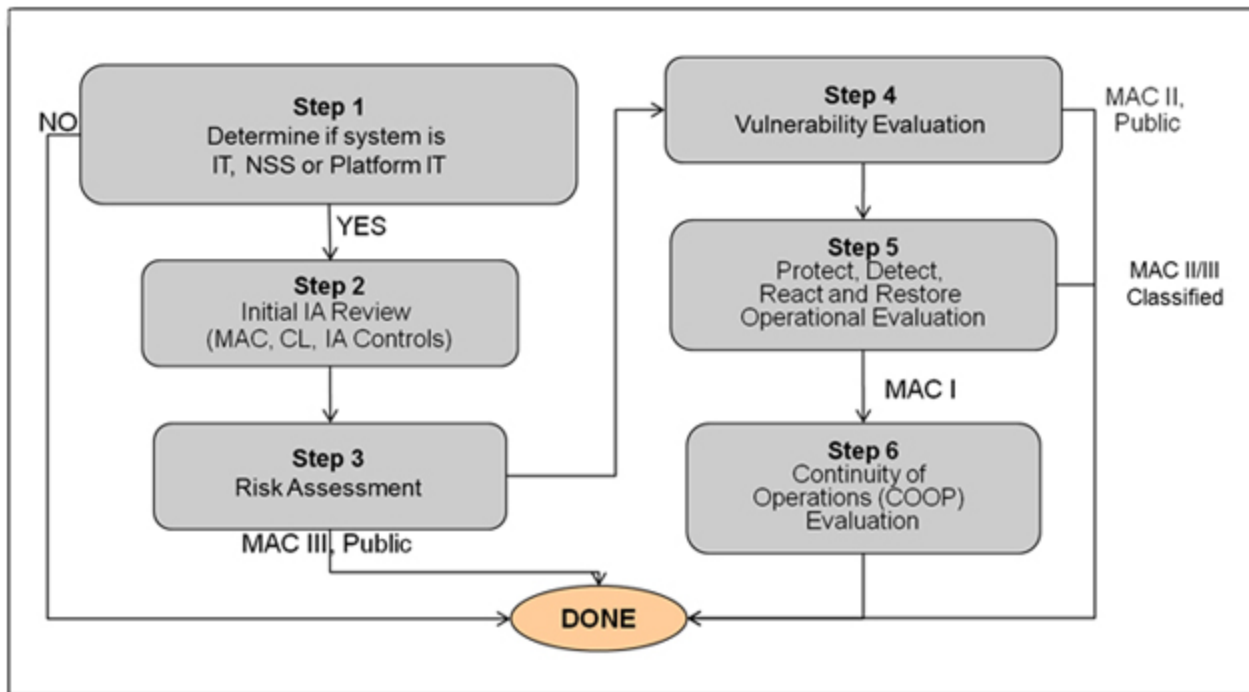 Step 1
Determine if system is
IT, NSS or Platform IT
NO
YES
Step 2
Initial IA Review
(MAC, CL, IA Controls)
Step 3
Risk Assessment
MAC III, Public
Step 4
Vulnerability Evaluation
MAC II,
Public
Step 5
Protect, Detect,
React and Restore
Operational Evaluation
MAC II/III
Classified
MAC I
Step 6
Continuity of
Operations (COOP)
Evaluation
DONE